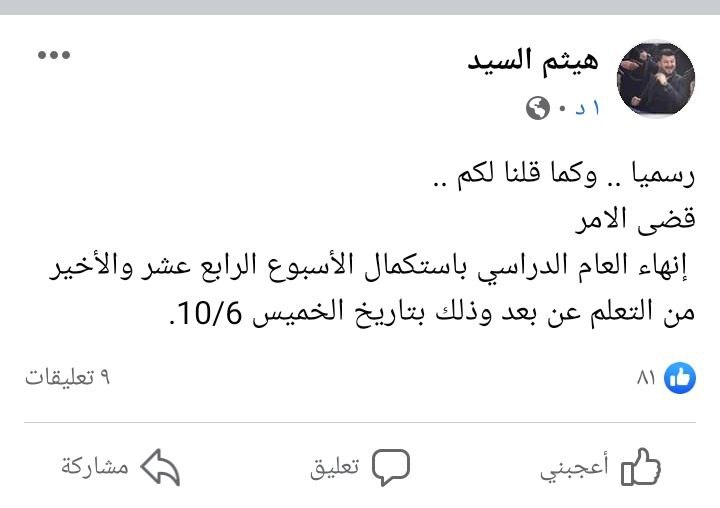 هيثم السيد
١ د ·
رسميا .. وكما قلنا لكم ..
قضى الامر
إنهاء العام الدراسي باستكمال الأسبوع الرابع عشر والأخير
من التعلم عن بعد وذلك بتاريخ الخميس 10/6.
٨١
٩ تعليقات
أعجبني
تعليق
مشاركة